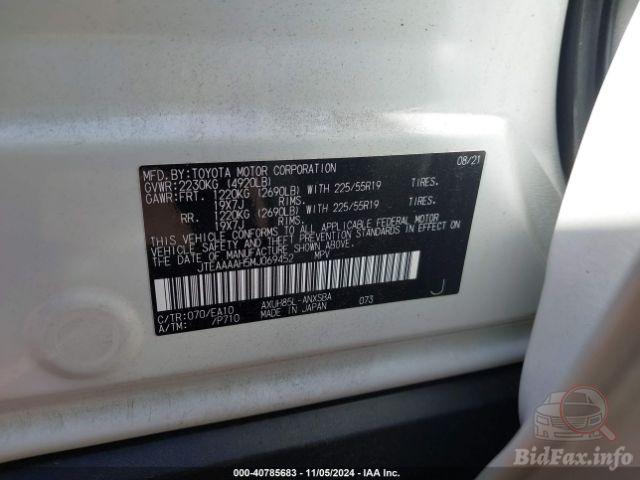 MFD.BY:TOYOTA MOTOR CORPORATION 08/21
GVWR:2230KG (4920LB)
GAWR:FRT. 1220KG (2690LB) WITH 225/55R19 TIRES.
19X7J RIMS.
RR. 1220KG (2690LB) WITH 225/55R19 TIRES.
19X7J RIMS.
THIS VEHICLE CONFORMS TO ALL APPLICABLE FEDERAL MOTOR
VEHICLE SAFETY AND THEFT PREVENTION STANDARDS IN EFFECT ON
THE DATE OF MANUFACTURE SHOWN ABOVE.
JTEAAAAH5MJ069452 MPV
C/TR:070/EA10 AXUH85L-ANXSBA 073 J
A/TM: /P710 MADE IN JAPAN
BidFax.info
000-40785683 - 11/05/2024 - IAA Inc.